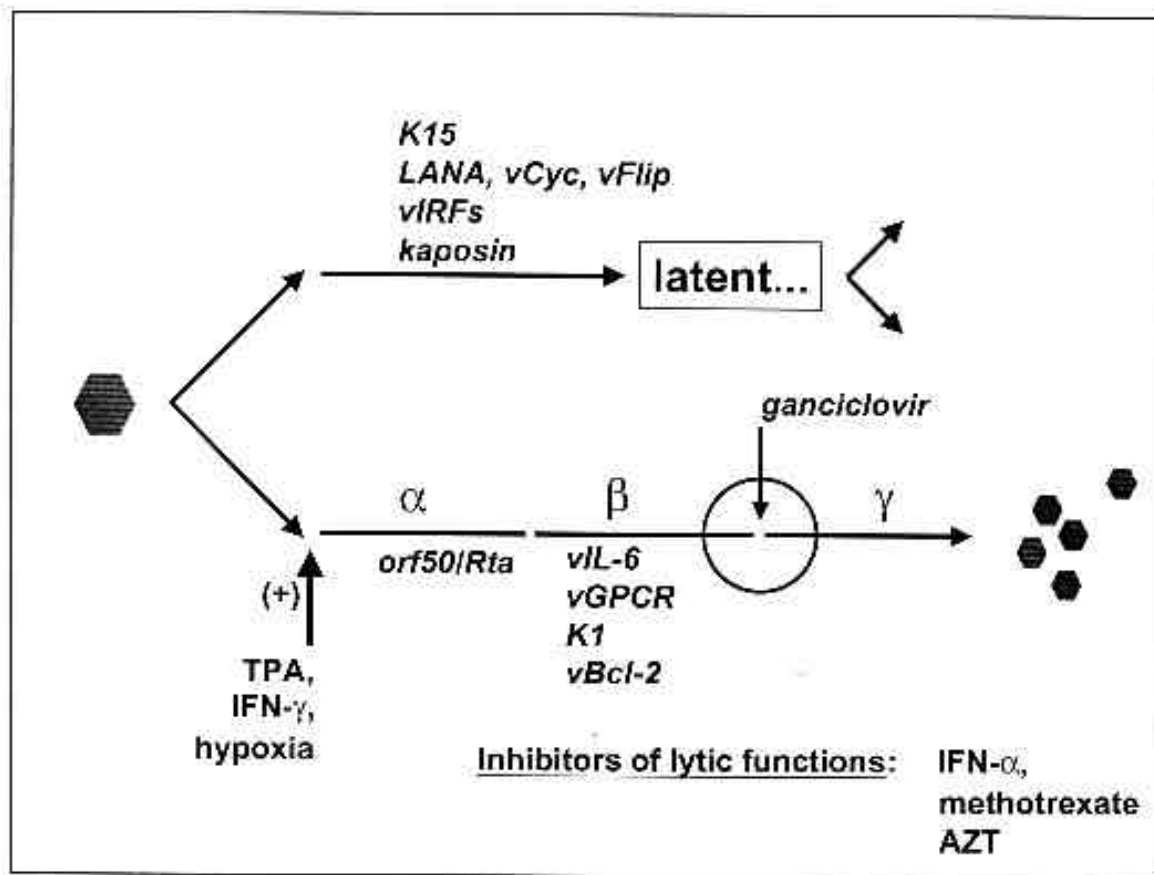 K15
LANA, vCyc, vFlip
vIRFs
kaposin
latent...
ganciclovir
α
β
γ
orf50/Rta
vIL-6
vGPCR
K1
vBcl-2
(+)
TPA,
IFN-γ,
hypoxia
Inhibitors of lytic functions:
IFN-α,
methotrexate
AZT